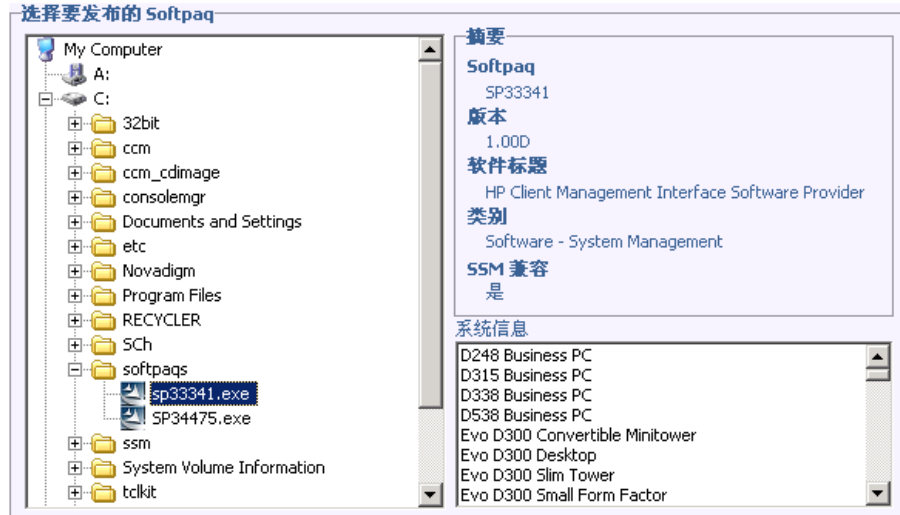 选择要发布的 Softpaq
My Computer
A:
C:
32bit
ccm
ccm_cdimage
consolemgr
Documents and Settings
etc
Novadigm
Program Files
RECYCLER
SCh
softpaqs
sp33341.exe
SP34475.exe
ssm
System Volume Information
tclkit
摘要
Softpaq
SP33341
版本
1.00D
软件标题
HP Client Management Interface Software Provider
类别
Software - System Management
SSM 兼容
是
系统信息
D248 Business PC
D315 Business PC
D338 Business PC
D538 Business PC
Evo D300 Convertible Minitower
Evo D300 Desktop
Evo D300 Slim Tower
Evo D300 Small Form Factor